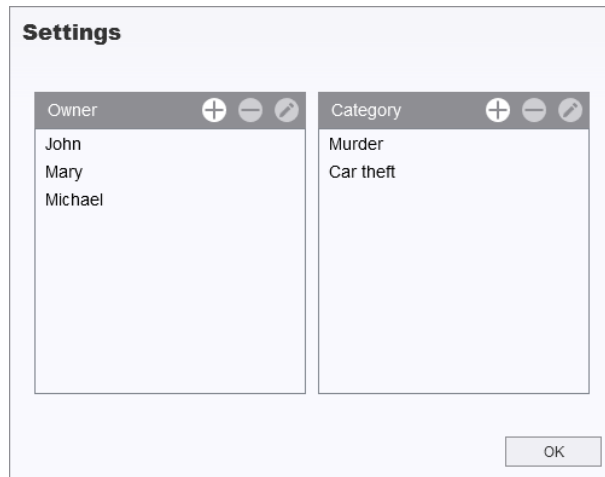 Settings
Owner
John
Mary
Michael
Category
Murder
Car theft
OK